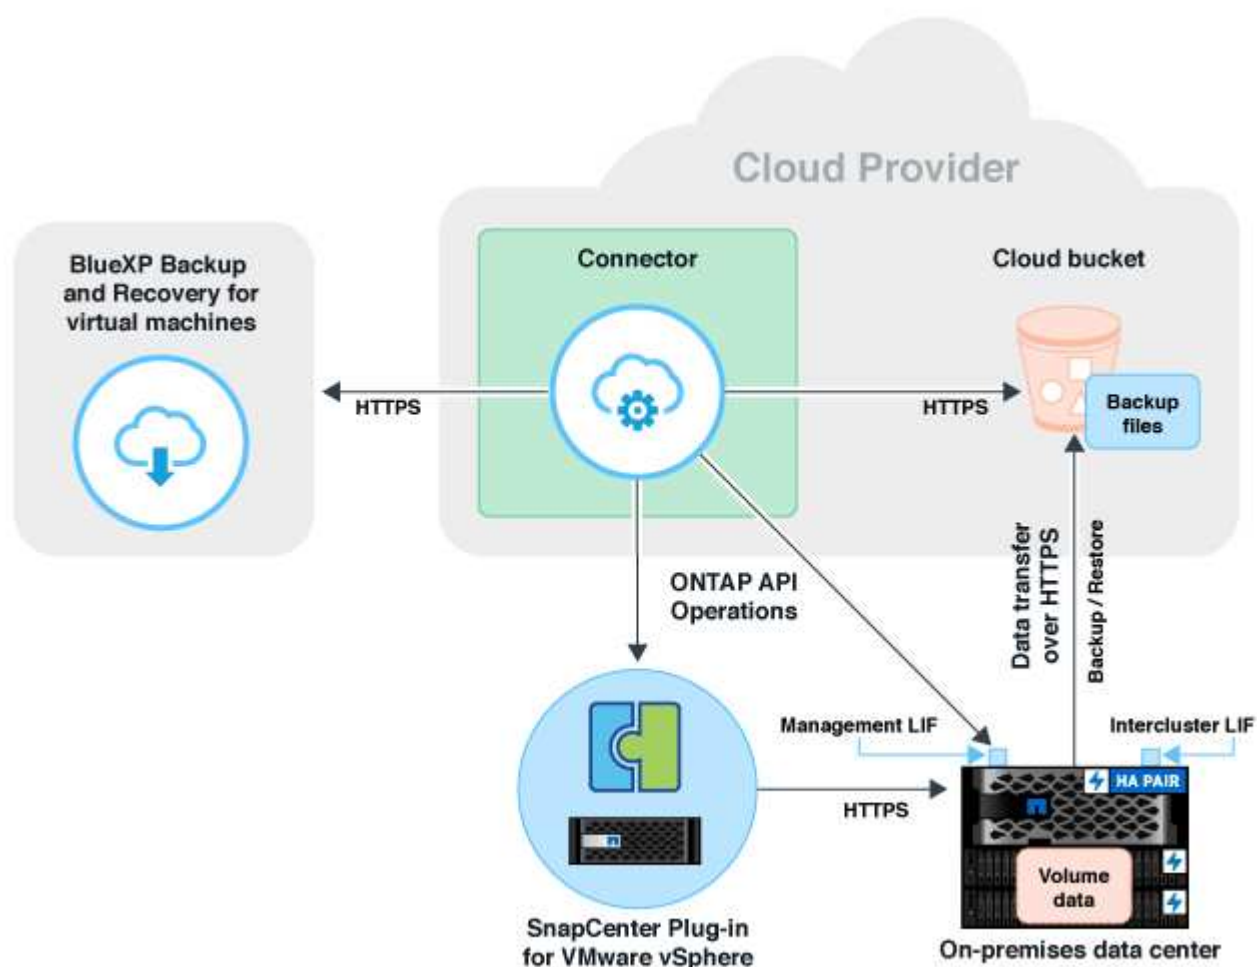 Cloud Provider
BlueXP Backup
and Recovery for
virtual machines
Connector
Cloud bucket
HTTPS
HTTPS
Backup
files
ONTAP API
Operations
Data transfer
over HTTPS
Backup / Restore
Management LIF
Intercluster LIF
HA PAIR
HTTPS
Volume
data
SnapCenter Plug-in
for VMware vSphere
On-premises data center